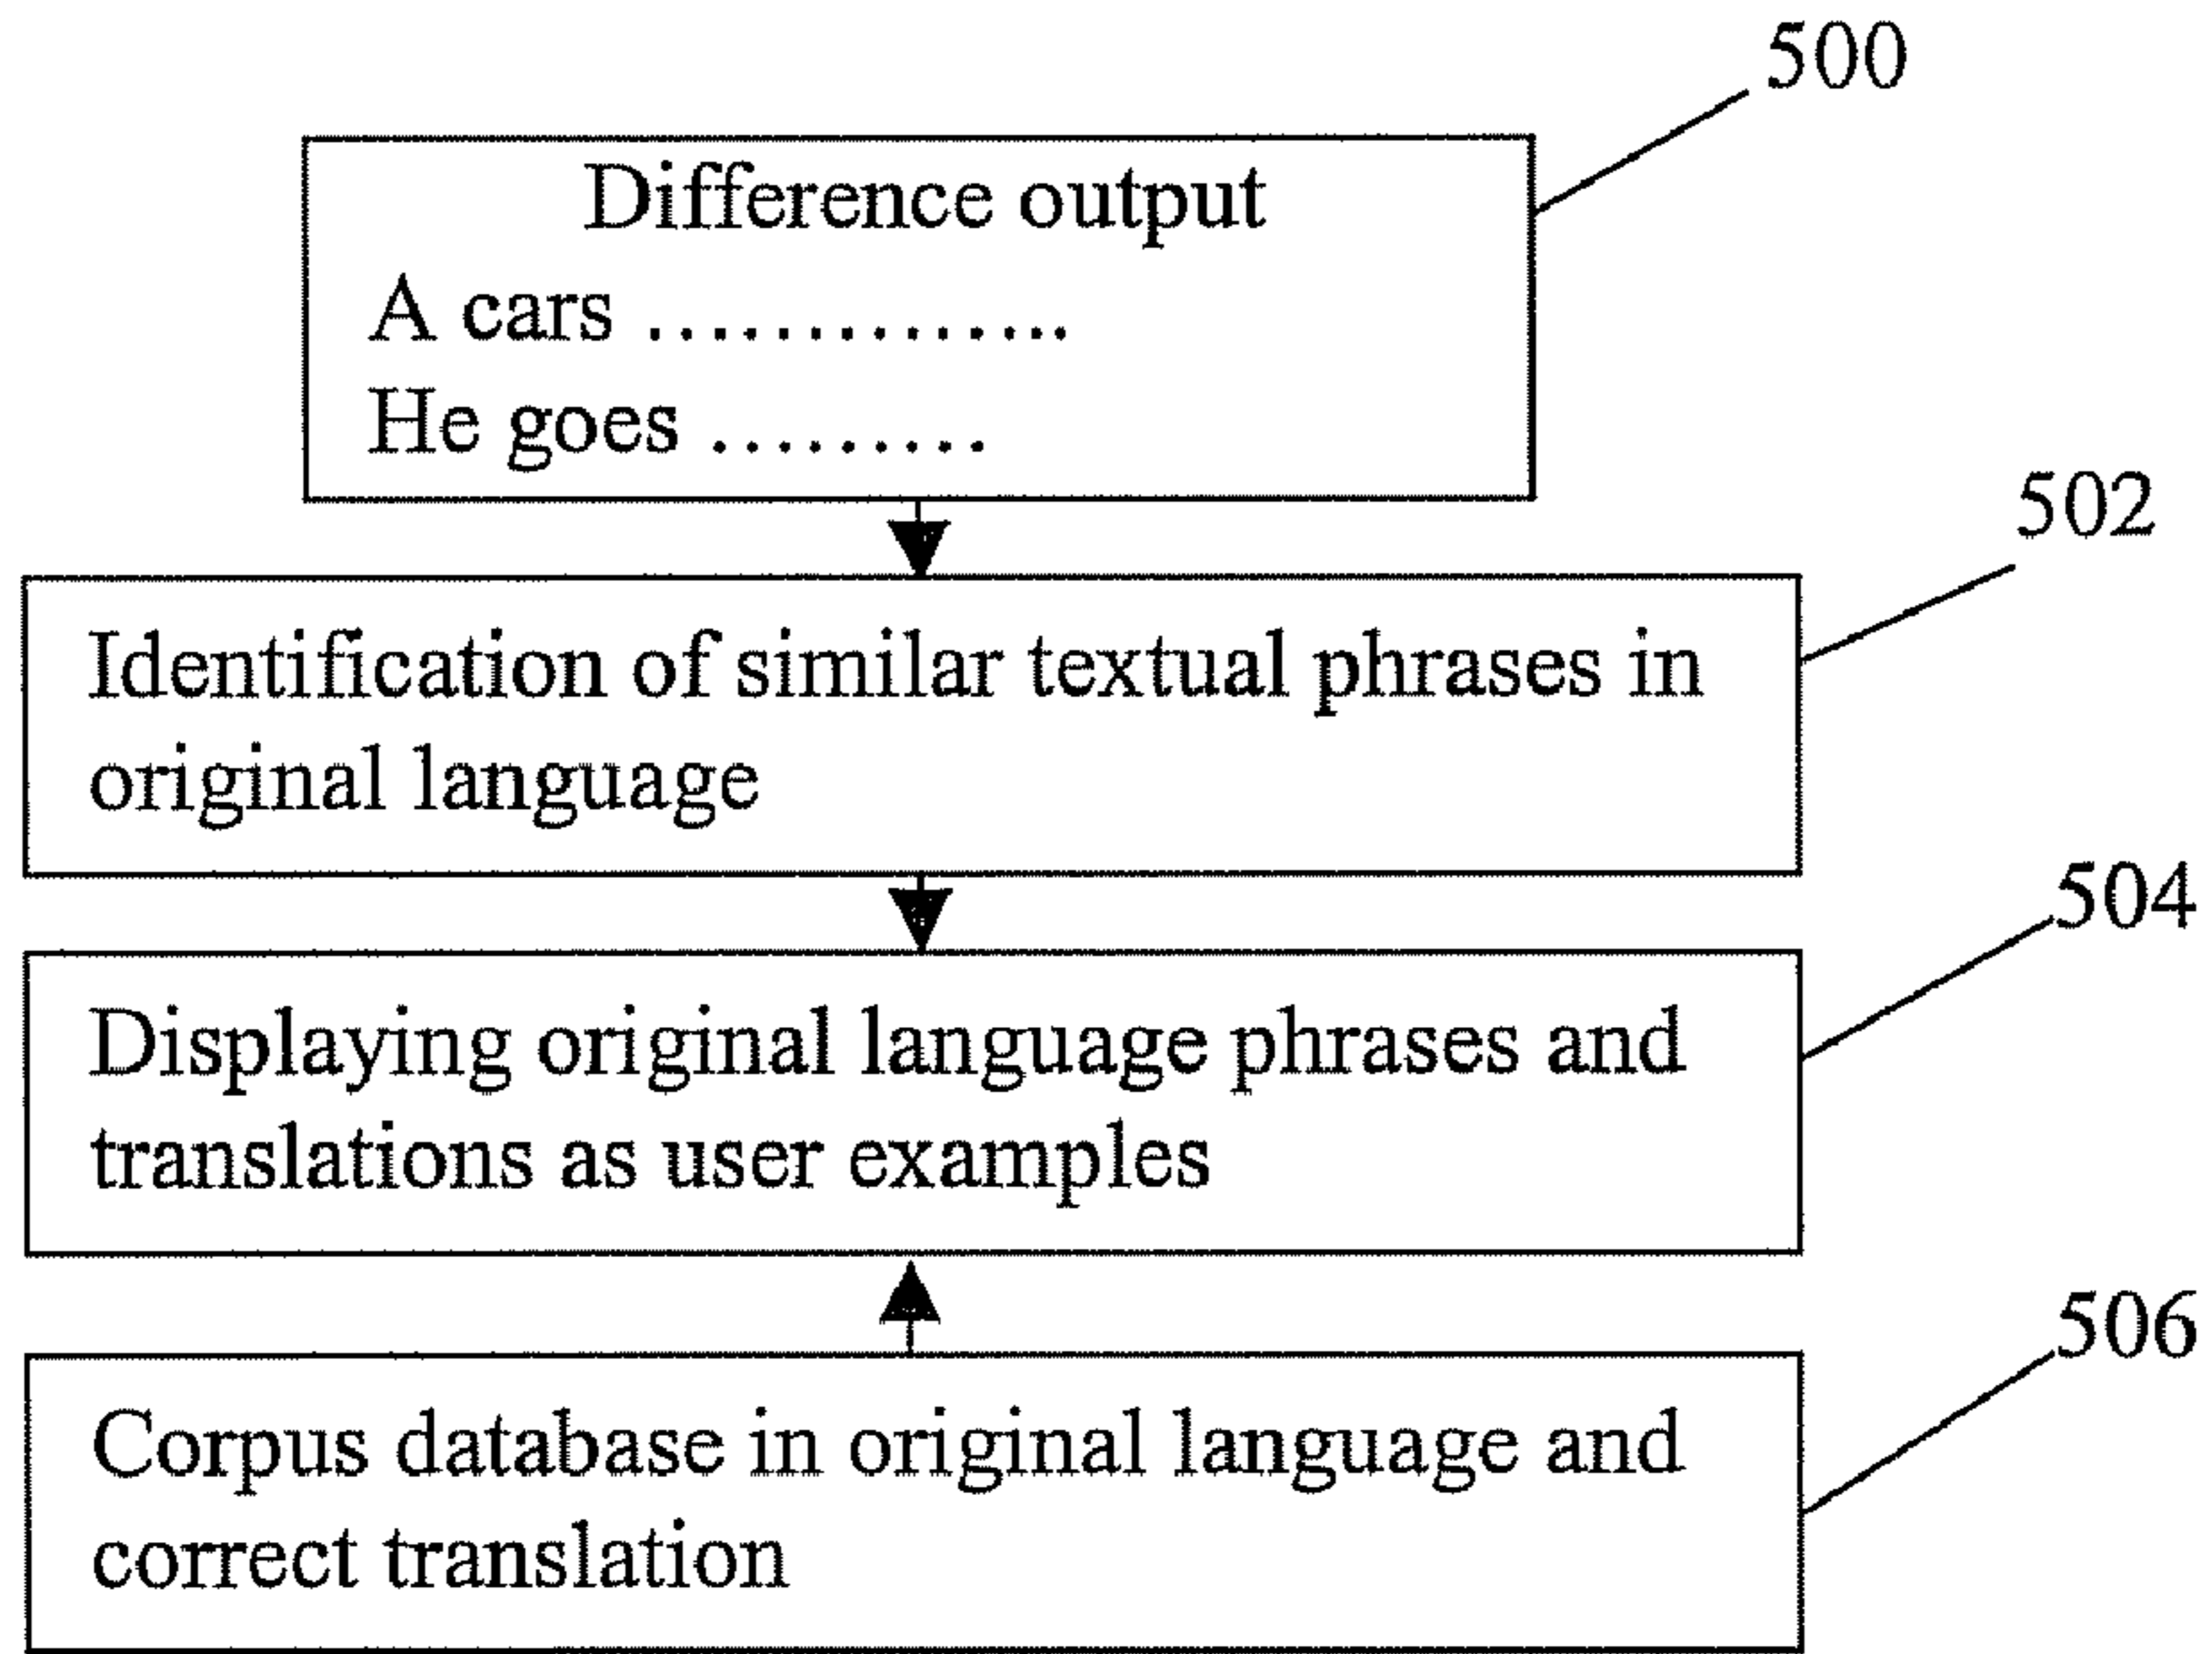 500
Difference output
A cars ..............
He goes .........
502
Identification of similar textual phrases in
original language
504
Displaying original language phrases and
translations as user examples
506
Corpus database in original language and
correct translation